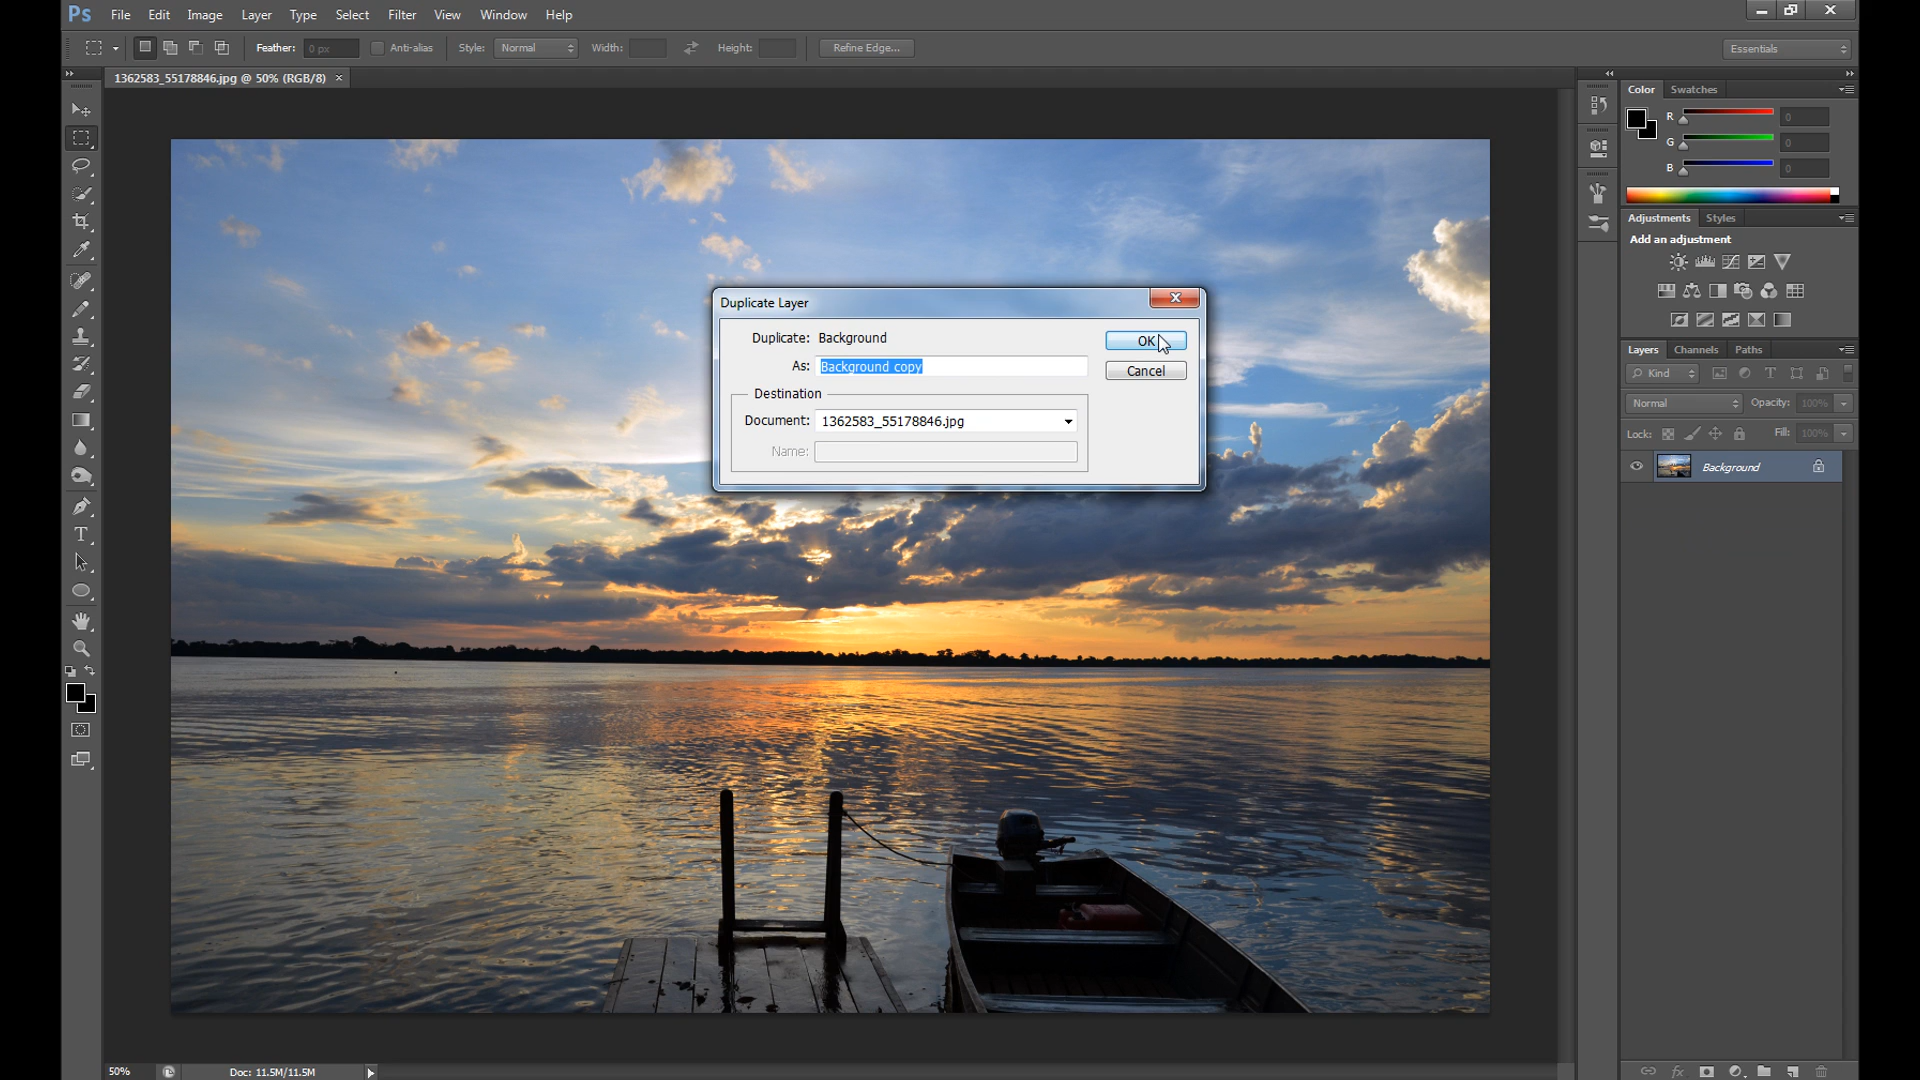 Ps File Edit Image Layer Type Select Filter View Window Help
Feather: 0 px Anti-alias Style: Normal Width: Height: Refine Edge... Essentials
1362583_55178846.jpg @ 50% (RGB/8) ×
Color Swatches
R 0
G 0
B 0
Adjustments Styles
Add an adjustment
Layers Channels Paths
Kind
Normal Opacity: 100%
Lock: Fill: 100%
Background
Duplicate Layer
Duplicate: Background
As: Background copy
Destination
Document: 1362583_55178846.jpg
Name:
OK
Cancel
50% Doc: 11.5M/11.5M